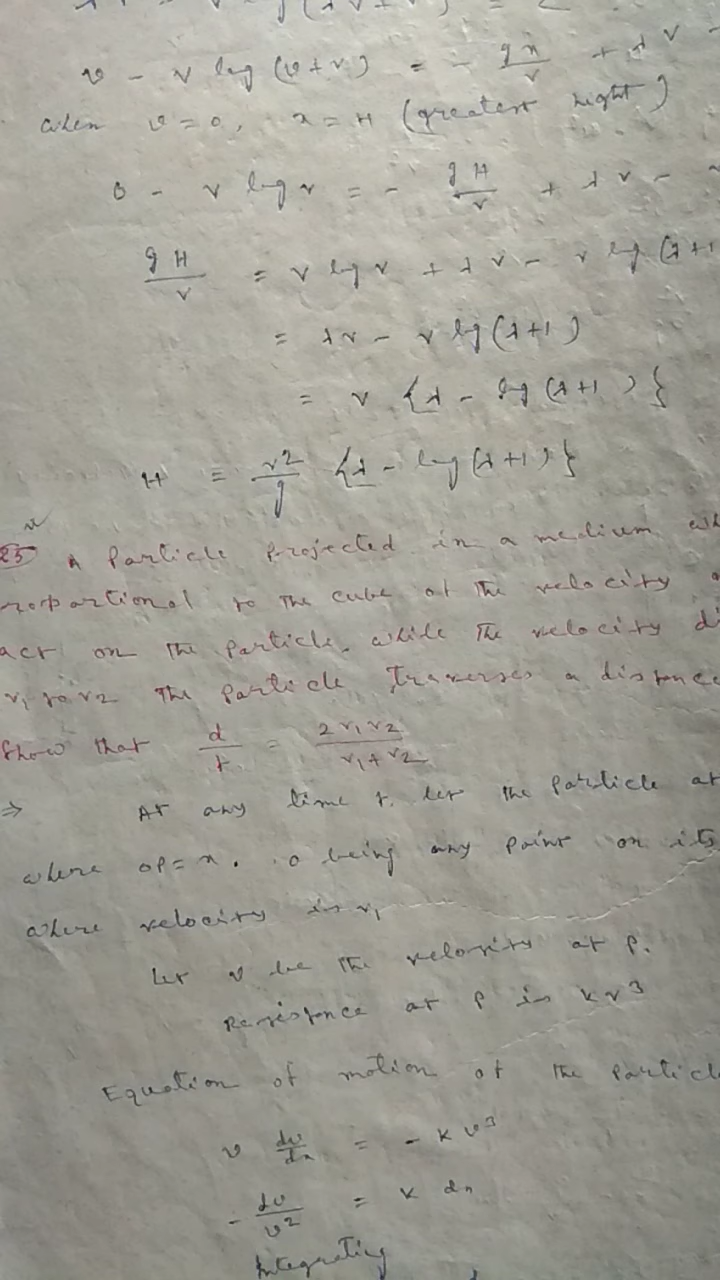 v - V log (v+V) = - gx/V + λV -
when v=0, x=H (greatest hight)
0 - V log V = - gH/V + λV -
gH/V = V log V + λV - V log (λ+1
= λV - V log (λ+1)
= V {λ - log (λ+1)}
H = V²/g {λ - log (λ+1)}
25 A Particle projected in a medium
proportional to the cube of the velocity
act on the particle. while the velocity di
v₁ to v₂ the particle traverses a distance
Show that d/t = 2v₁v₂/v₁+v₂
⇒ At any time t. let the particle at
where OP=x. O being any point on its
where velocity is v₁
Let v be the velocity at P.
Resistance at P is kv³
Equation of motion of the Particle
v dv/dx = - kv³
- dv/v² = k dx
Integrating